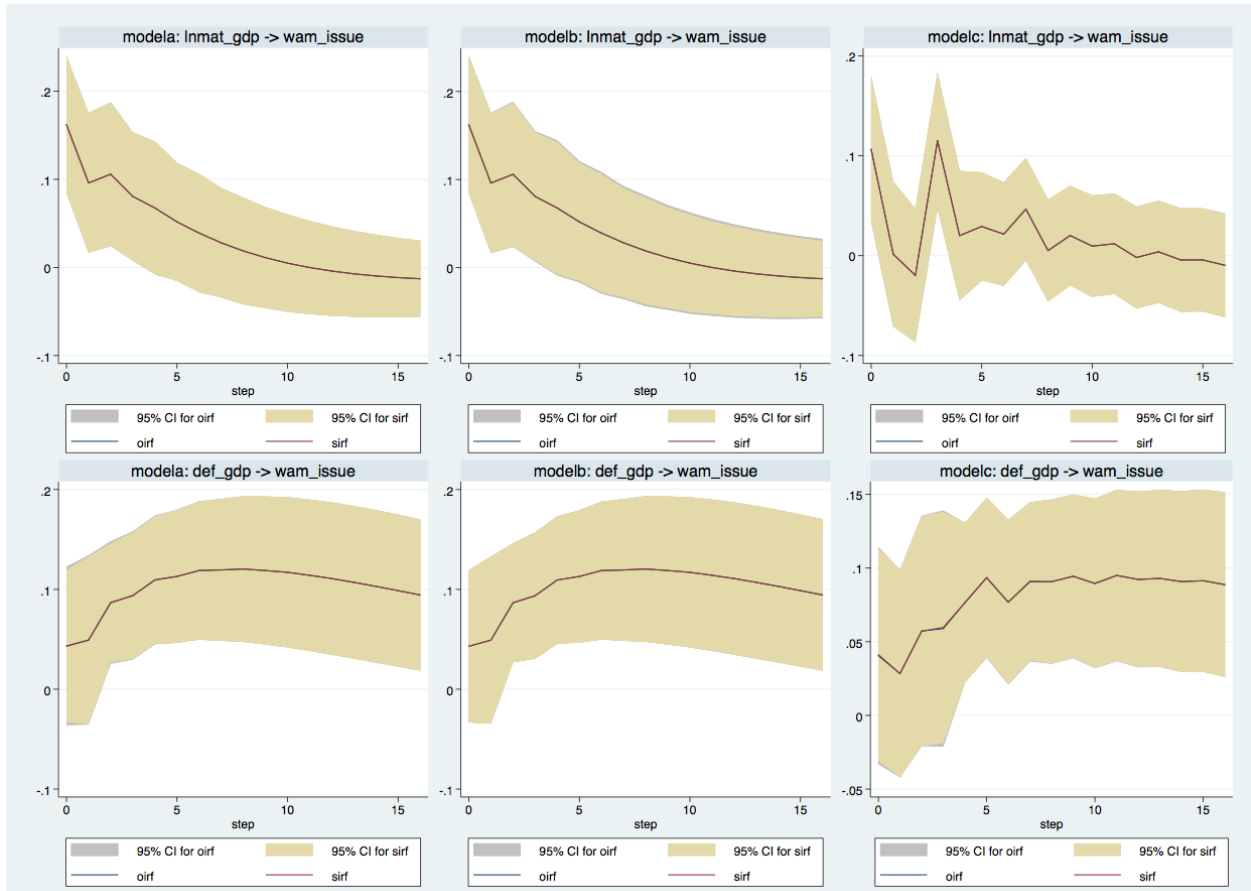 modela: lnmat_gdp -> wam_issue
.2
.1
0
-.1
0 5 10 15
step
95% CI for oirf 95% CI for sirf
oirf sirf
modelb: lnmat_gdp -> wam_issue
.2
.1
0
-.1
0 5 10 15
step
95% CI for oirf 95% CI for sirf
oirf sirf
modelc: lnmat_gdp -> wam_issue
.2
.1
0
-.1
0 5 10 15
step
95% CI for oirf 95% CI for sirf
oirf sirf
modela: def_gdp -> wam_issue
.2
.1
0
-.1
0 5 10 15
step
95% CI for oirf 95% CI for sirf
oirf sirf
modelb: def_gdp -> wam_issue
.2
.1
0
-.1
0 5 10 15
step
95% CI for oirf 95% CI for sirf
oirf sirf
modelc: def_gdp -> wam_issue
.15
.1
.05
0
-.05
0 5 10 15
step
95% CI for oirf 95% CI for sirf
oirf sirf